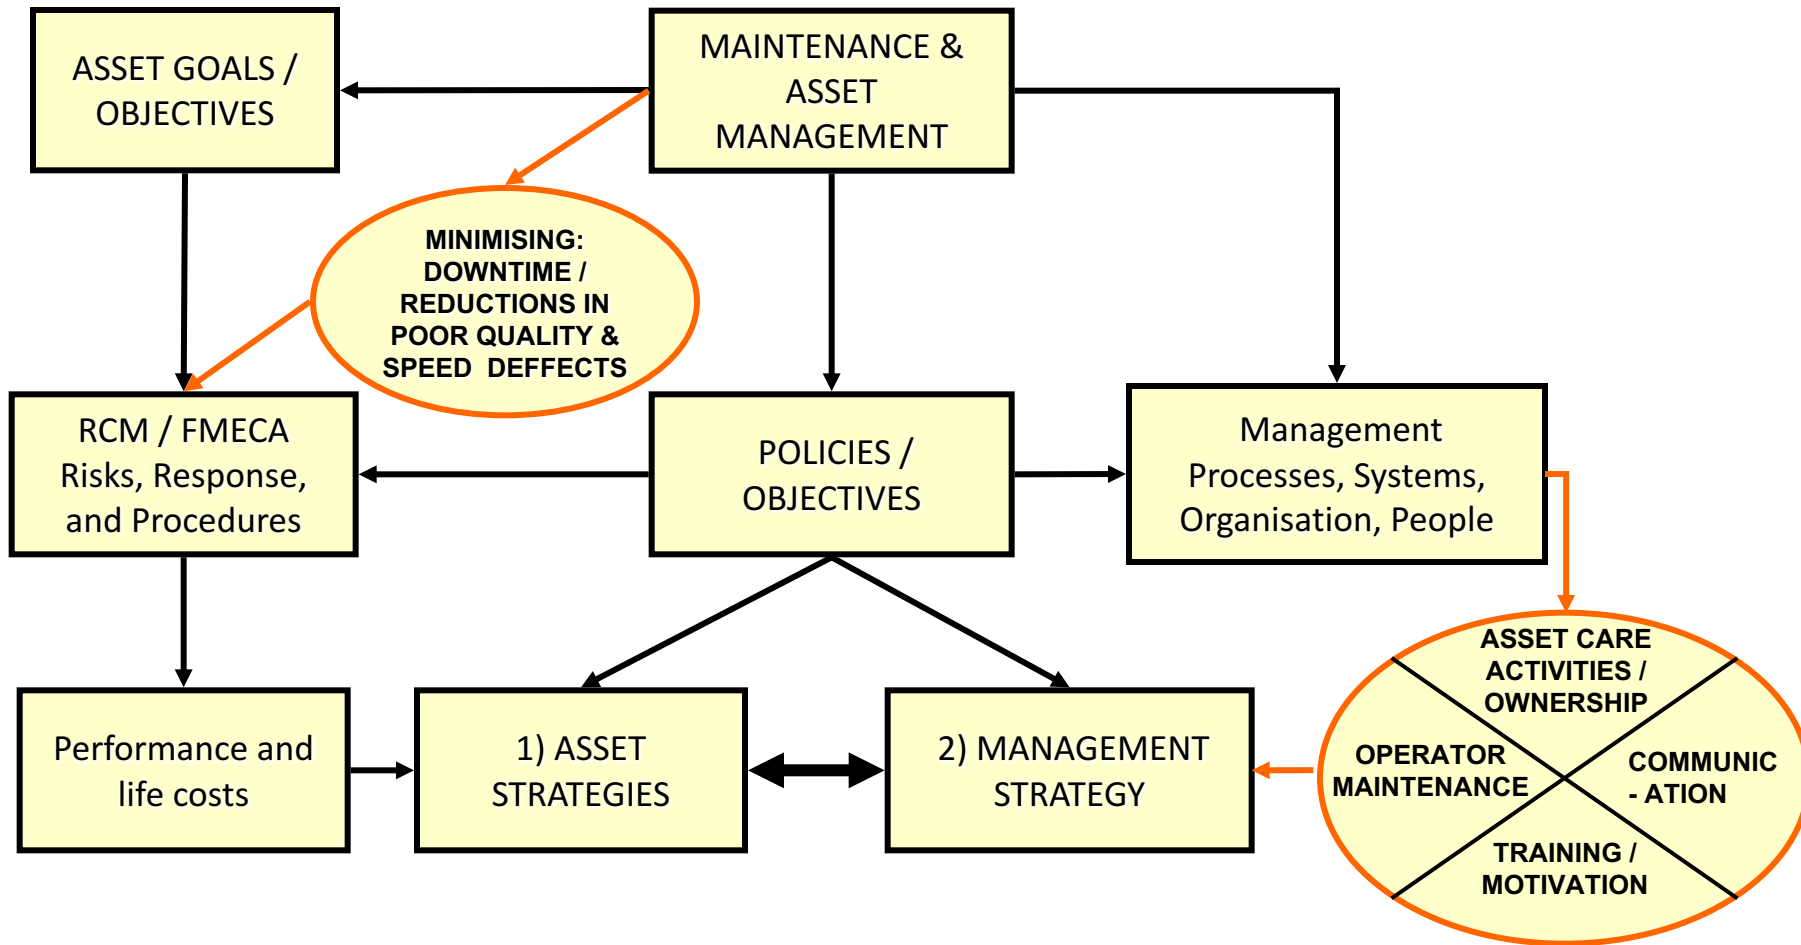 ASSET GOALS /
OBJECTIVES
MAINTENANCE &
ASSET
MANAGEMENT
MINIMISING:
DOWNTIME /
REDUCTIONS IN
POOR QUALITY &
SPEED DEFFECTS
RCM / FMECA
Risks, Response,
and Procedures
POLICIES /
OBJECTIVES
Management
Processes, Systems,
Organisation, People
Performance and
life costs
1) ASSET
STRATEGIES
2) MANAGEMENT
STRATEGY
ASSET CARE
ACTIVITIES /
OWNERSHIP
OPERATOR
MAINTENANCE
COMMUNIC
- ATION
TRAINING /
MOTIVATION